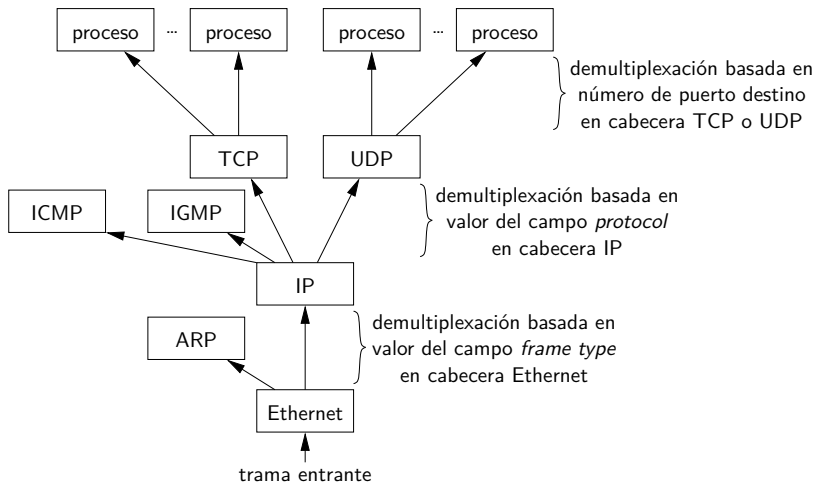 proceso ... proceso proceso ... proceso
demultiplexación basada en
número de puerto destino
en cabecera TCP o UDP
TCP UDP
demultiplexación basada en
valor del campo protocol
en cabecera IP
ICMP IGMP
IP
demultiplexación basada en
valor del campo frame type
en cabecera Ethernet
ARP
Ethernet
trama entrante